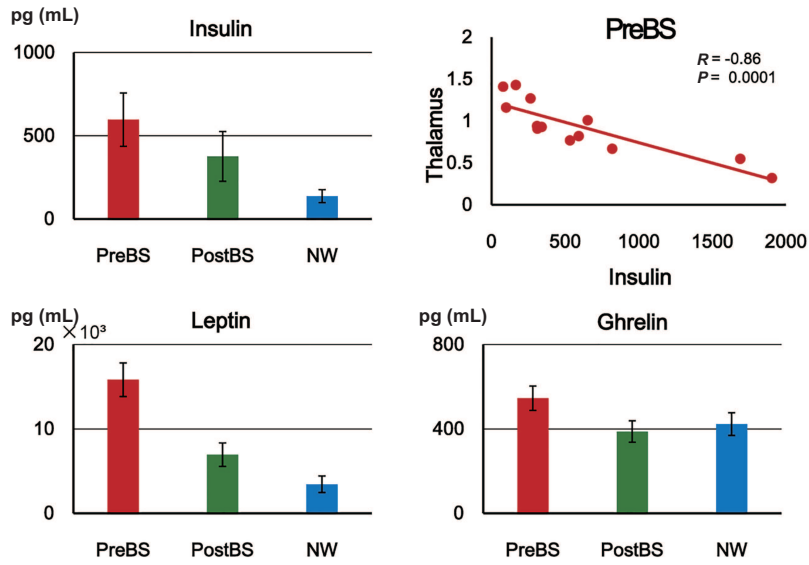 pg (mL)
Insulin
1000
500
0
PreBS PostBS NW
PreBS
R = -0.86
P = 0.0001
Thalamus
2
1.5
1
0.5
0
0 500 1000 1500 2000
Insulin
pg (mL)
×10³
Leptin
20
10
0
PreBS PostBS NW
pg (mL)
Ghrelin
800
400
0
PreBS PostBS NW